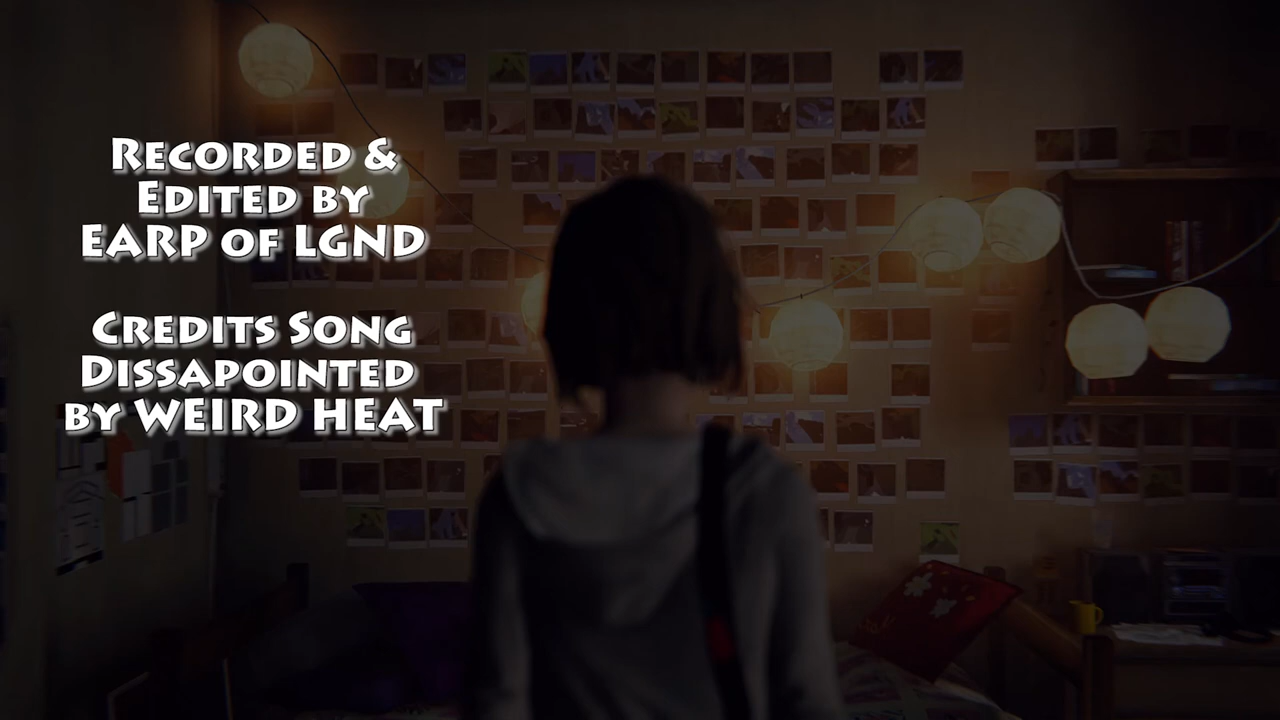 Recorded &
Edited by
EARP of LGND
Credits Song
Dissapointed
by WEIRD HEAT